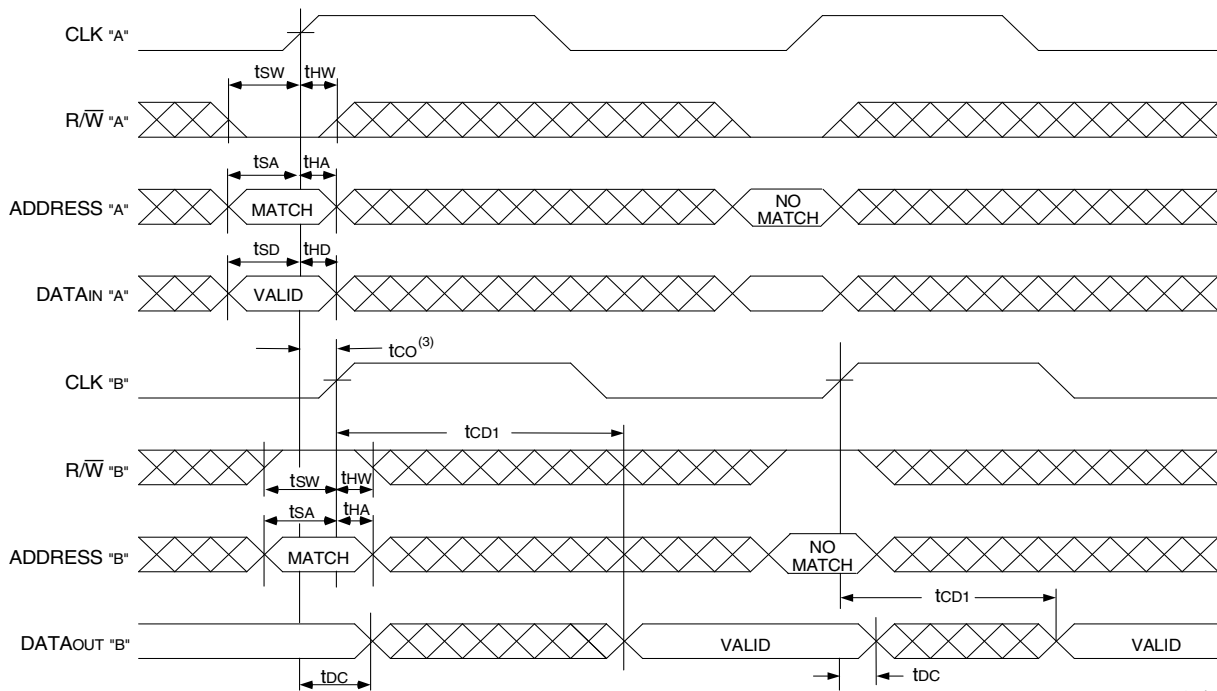 CLK "A"
tSW tHW
R/W̅ "A"
tSA tHA
ADDRESS "A" MATCH NO
MATCH
tSD tHD
DATAIN "A" VALID
tCO(3)
CLK "B"
tCD1
R/W̅ "B"
tSW tHW
tSA tHA
ADDRESS "B" MATCH NO
MATCH
tCD1
DATAOUT "B" VALID VALID
tDC tDC